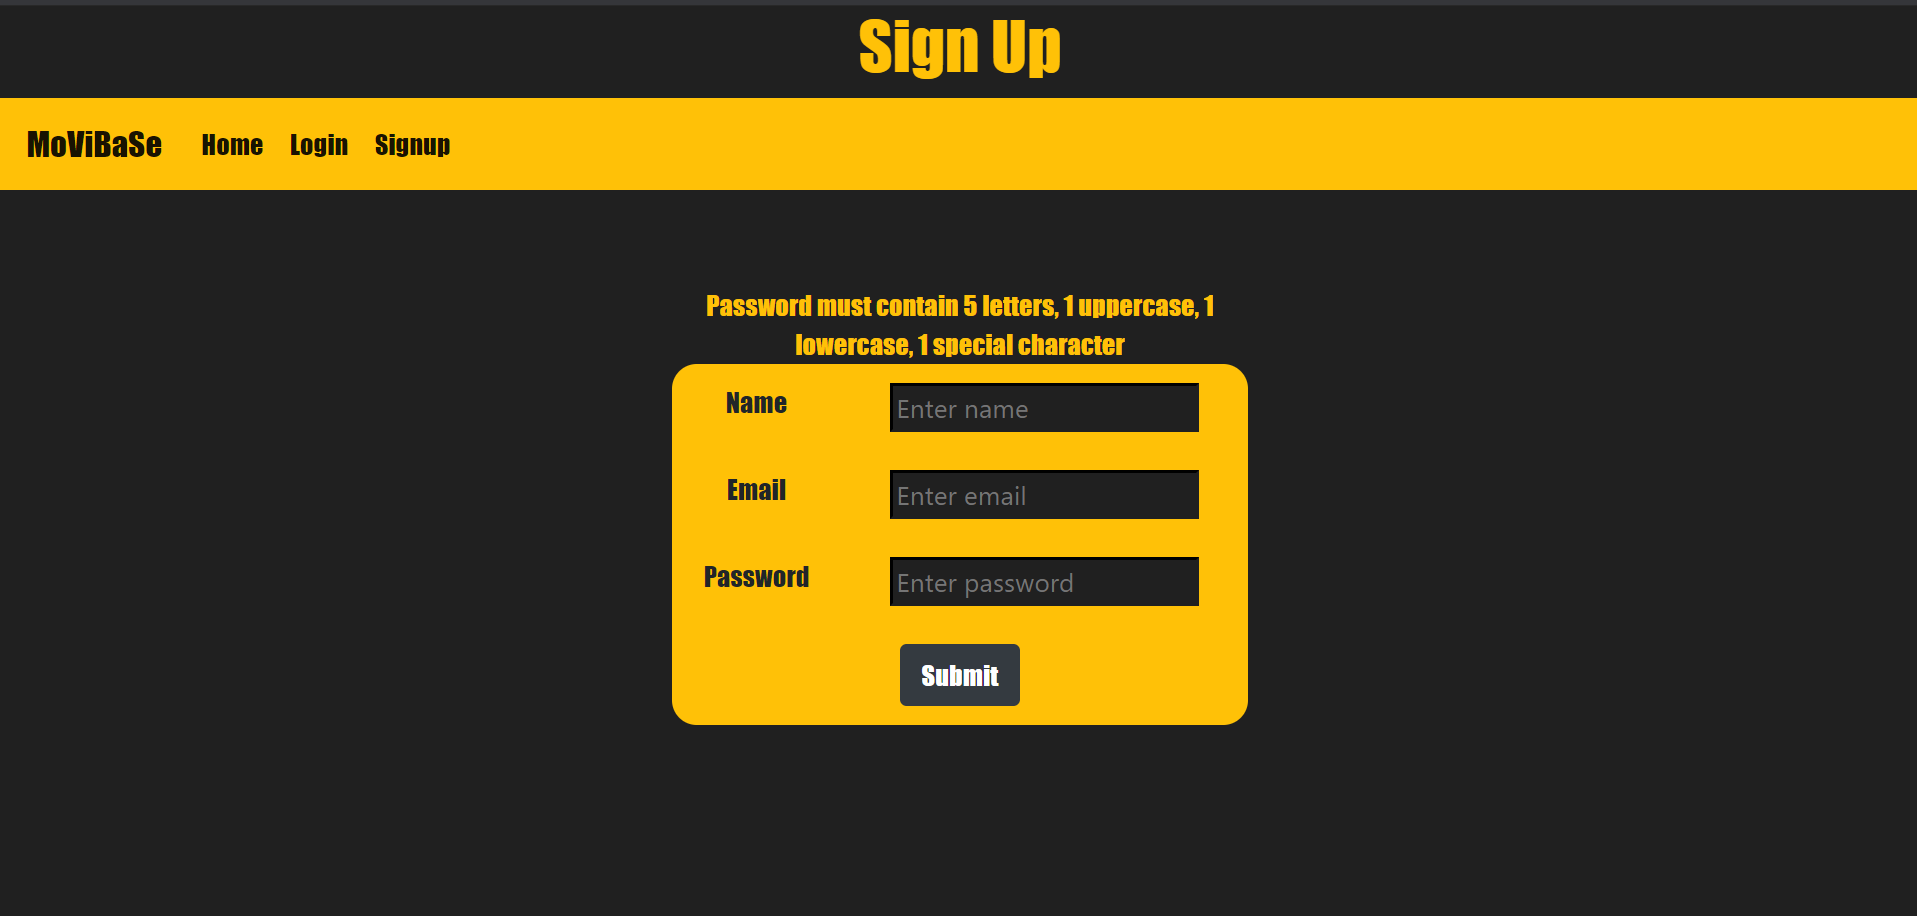 Sign Up
MoViBaSe Home Login Signup
Password must contain 5 letters, 1 uppercase, 1
lowercase, 1 special character
Name Enter name
Email Enter email
Password Enter password
Submit